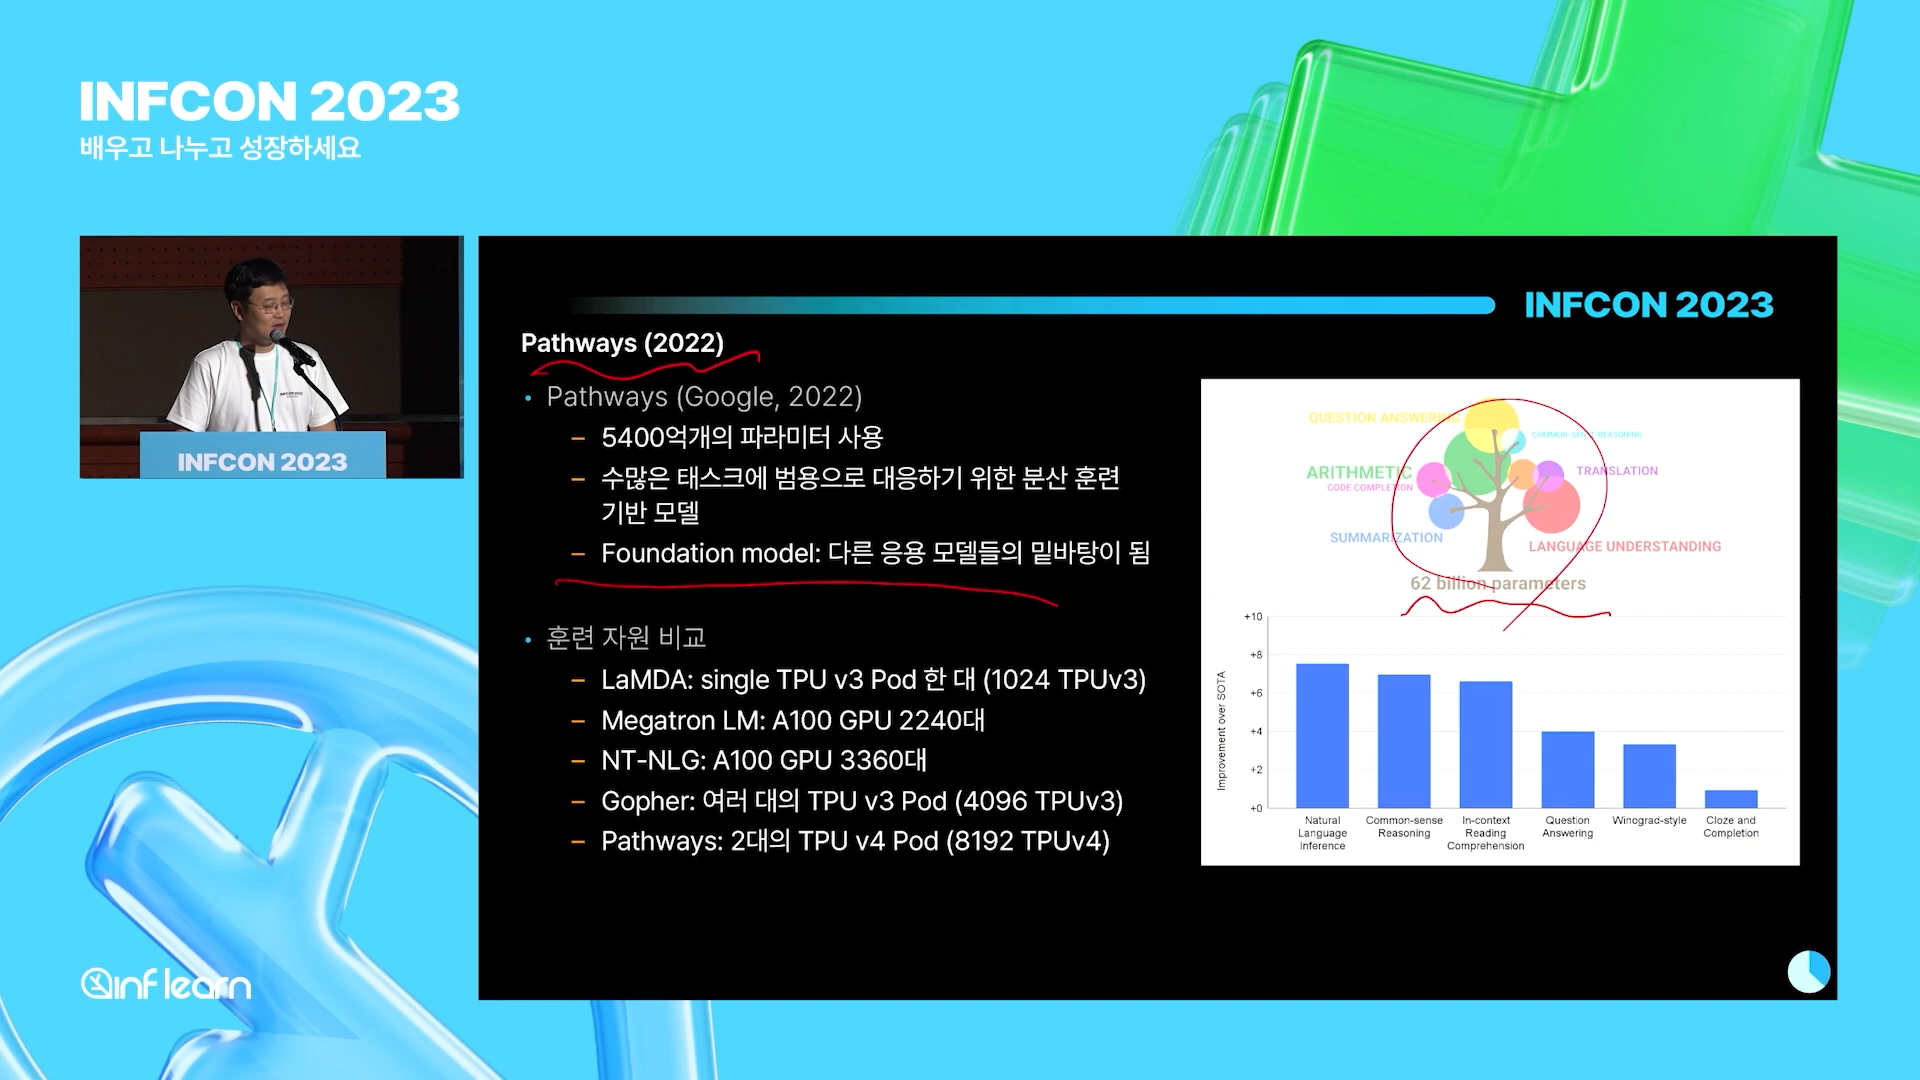 INFCON 2023
배우고 나누고 성장하세요
INFCON 2023
INFCON 2023
Pathways (2022)
• Pathways (Google, 2022)
– 5400억개의 파라미터 사용
– 수많은 태스크에 범용으로 대응하기 위한 분산 훈련
기반 모델
– Foundation model: 다른 응용 모델들의 밑바탕이 됨
• 훈련 자원 비교
– LaMDA: single TPU v3 Pod 한 대 (1024 TPUv3)
– Megatron LM: A100 GPU 2240대
– NT-NLG: A100 GPU 3360대
– Gopher: 여러 대의 TPU v3 Pod (4096 TPUv3)
– Pathways: 2대의 TPU v4 Pod (8192 TPUv4)
QUESTION ANSWERING
COMMON-SENSE REASONING
ARITHMETIC
TRANSLATION
CODE COMPLETION
SUMMARIZATION
LANGUAGE UNDERSTANDING
62 billion parameters
Improvement over SOTA
+10
+8
+6
+4
+2
+0
Natural
Language
Inference
Common-sense
Reasoning
In-context
Reading
Comprehension
Question
Answering
Winograd-style
Cloze and
Completion
inflearn